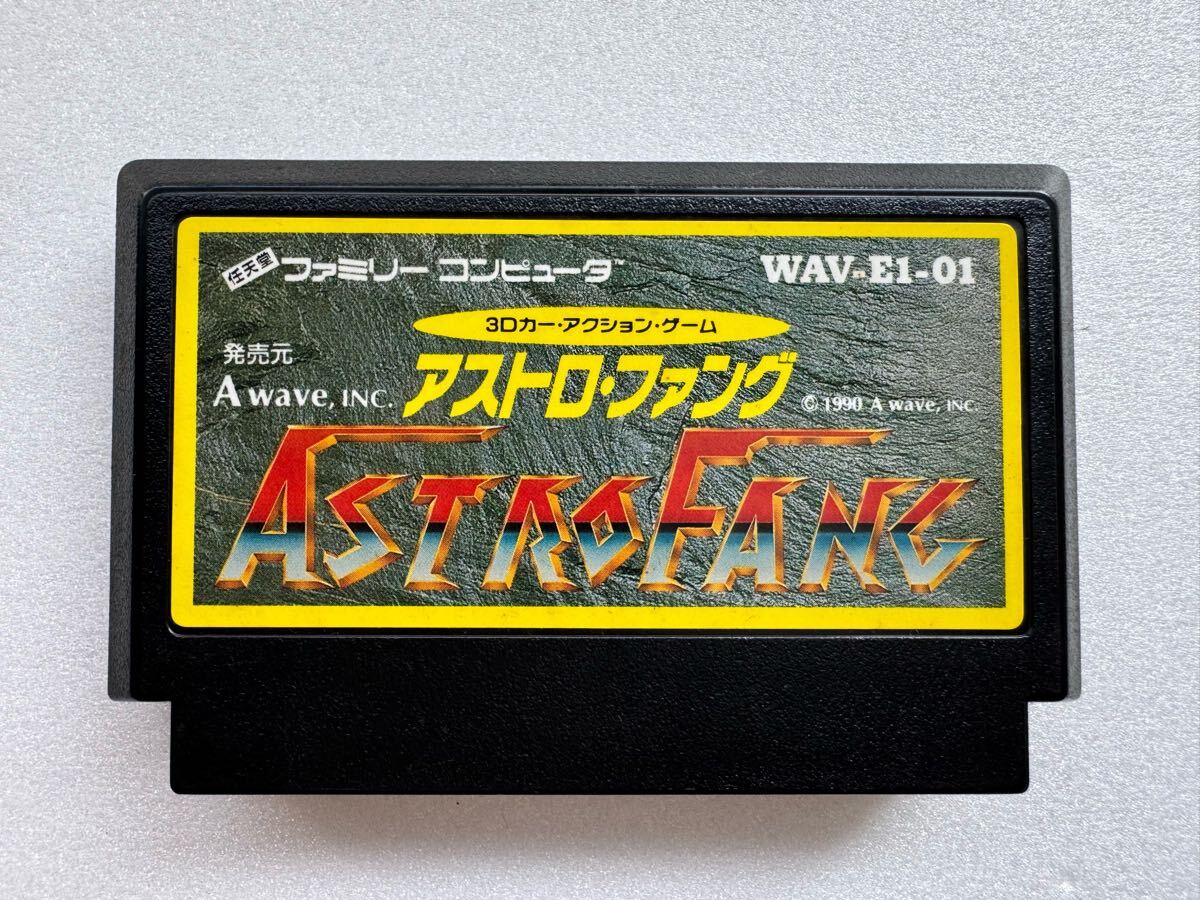 任天堂 ファミリー コンピュータ™ WAV-E1-01
3Dカー・アクション・ゲーム
アストロ・ファング
発売元
A wave, INC.
© 1990 A wave, INC.
ASTRO FANG